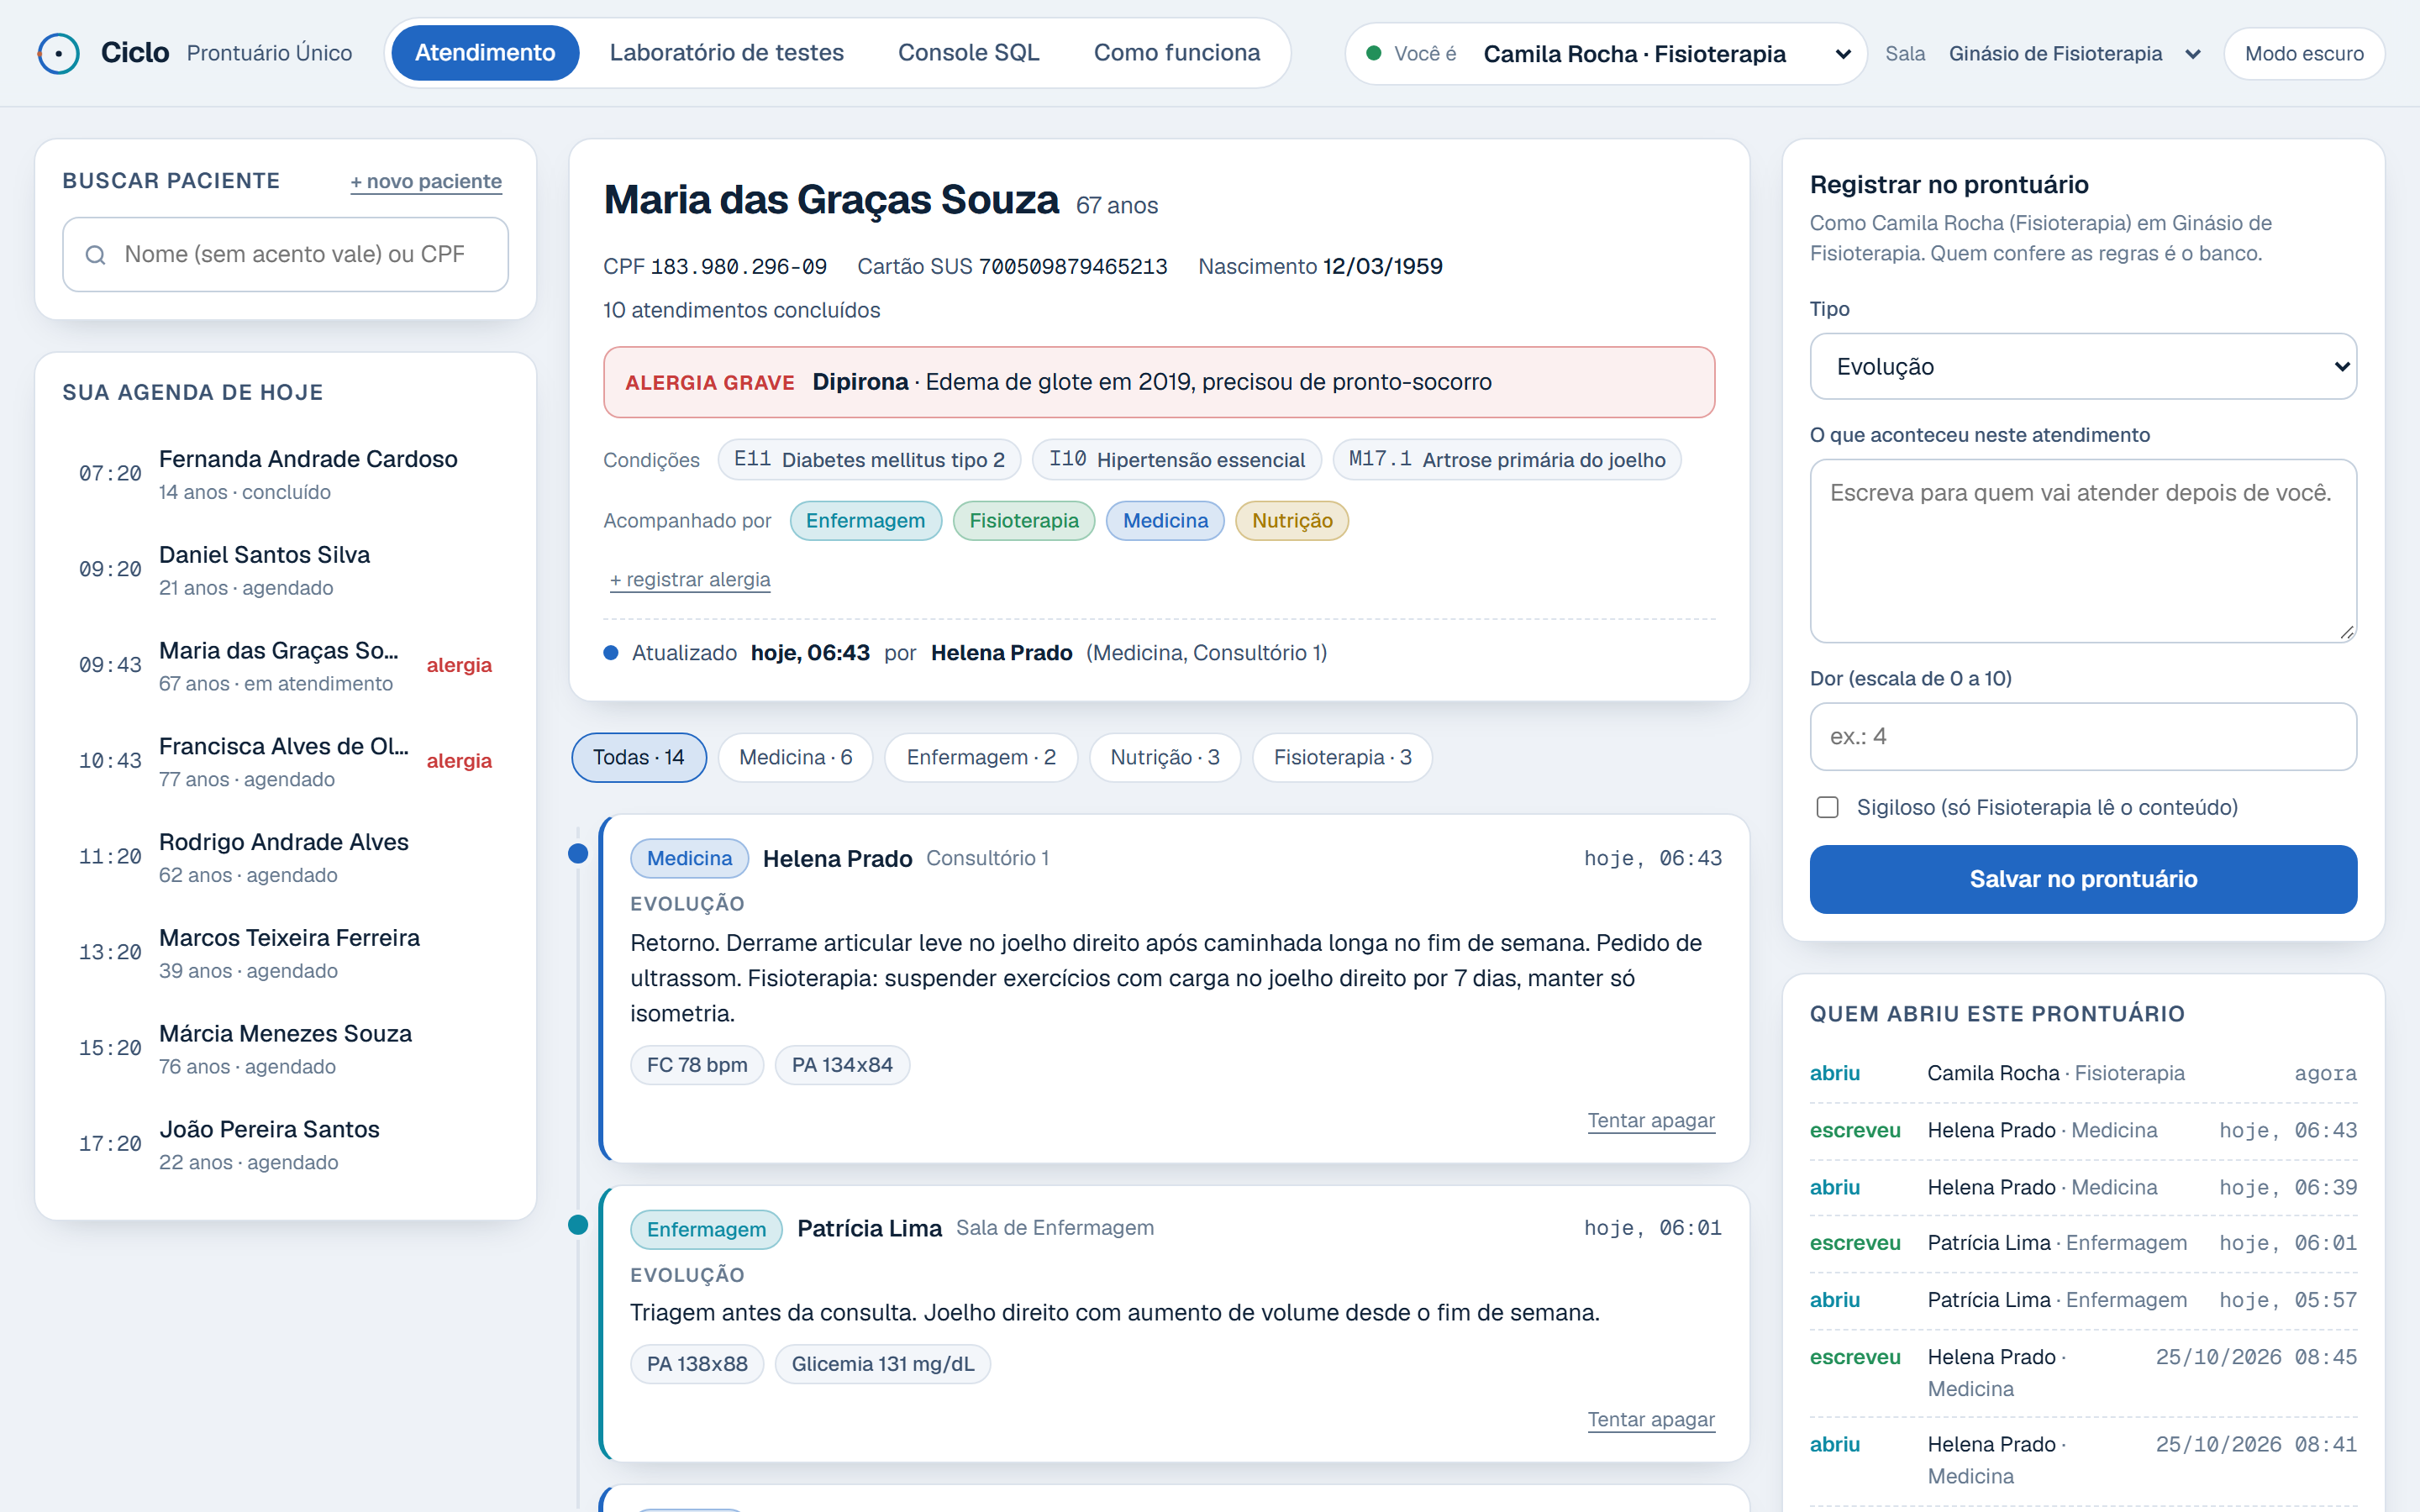 Ciclo Prontuário Único
Atendimento
Laboratório de testes
Console SQL
Como funciona
Você é Camila Rocha · Fisioterapia
Sala Ginásio de Fisioterapia
Modo escuro
BUSCAR PACIENTE
+ novo paciente
Nome (sem acento vale) ou CPF
SUA AGENDA DE HOJE
07:20 Fernanda Andrade Cardoso
14 anos · concluído
09:20 Daniel Santos Silva
21 anos · agendado
09:43 Maria das Graças So... alergia
67 anos · em atendimento
10:43 Francisca Alves de Ol... alergia
77 anos · agendado
11:20 Rodrigo Andrade Alves
62 anos · agendado
13:20 Marcos Teixeira Ferreira
39 anos · agendado
15:20 Márcia Menezes Souza
76 anos · agendado
17:20 João Pereira Santos
22 anos · agendado
Maria das Graças Souza 67 anos
CPF 183.980.296-09 Cartão SUS 700509879465213 Nascimento 12/03/1959
10 atendimentos concluídos
ALERGIA GRAVE Dipirona · Edema de glote em 2019, precisou de pronto-socorro
Condições E11 Diabetes mellitus tipo 2 I10 Hipertensão essencial M17.1 Artrose primária do joelho
Acompanhado por Enfermagem Fisioterapia Medicina Nutrição
+ registrar alergia
Atualizado hoje, 06:43 por Helena Prado (Medicina, Consultório 1)
Todas · 14 Medicina · 6 Enfermagem · 2 Nutrição · 3 Fisioterapia · 3
Medicina Helena Prado Consultório 1 hoje, 06:43
EVOLUÇÃO
Retorno. Derrame articular leve no joelho direito após caminhada longa no fim de semana. Pedido de
ultrassom. Fisioterapia: suspender exercícios com carga no joelho direito por 7 dias, manter só
isometria.
FC 78 bpm PA 134x84
Tentar apagar
Enfermagem Patrícia Lima Sala de Enfermagem hoje, 06:01
EVOLUÇÃO
Triagem antes da consulta. Joelho direito com aumento de volume desde o fim de semana.
PA 138x88 Glicemia 131 mg/dL
Tentar apagar
Registrar no prontuário
Como Camila Rocha (Fisioterapia) em Ginásio de
Fisioterapia. Quem confere as regras é o banco.
Tipo
Evolução
O que aconteceu neste atendimento
Escreva para quem vai atender depois de você.
Dor (escala de 0 a 10)
ex.: 4
Sigiloso (só Fisioterapia lê o conteúdo)
Salvar no prontuário
QUEM ABRIU ESTE PRONTUÁRIO
abriu Camila Rocha · Fisioterapia agora
escreveu Helena Prado · Medicina hoje, 06:43
abriu Helena Prado · Medicina hoje, 06:39
escreveu Patrícia Lima · Enfermagem hoje, 06:01
abriu Patrícia Lima · Enfermagem hoje, 05:57
escreveu Helena Prado · 25/10/2026 08:45
Medicina
abriu Helena Prado · 25/10/2026 08:41
Medicina